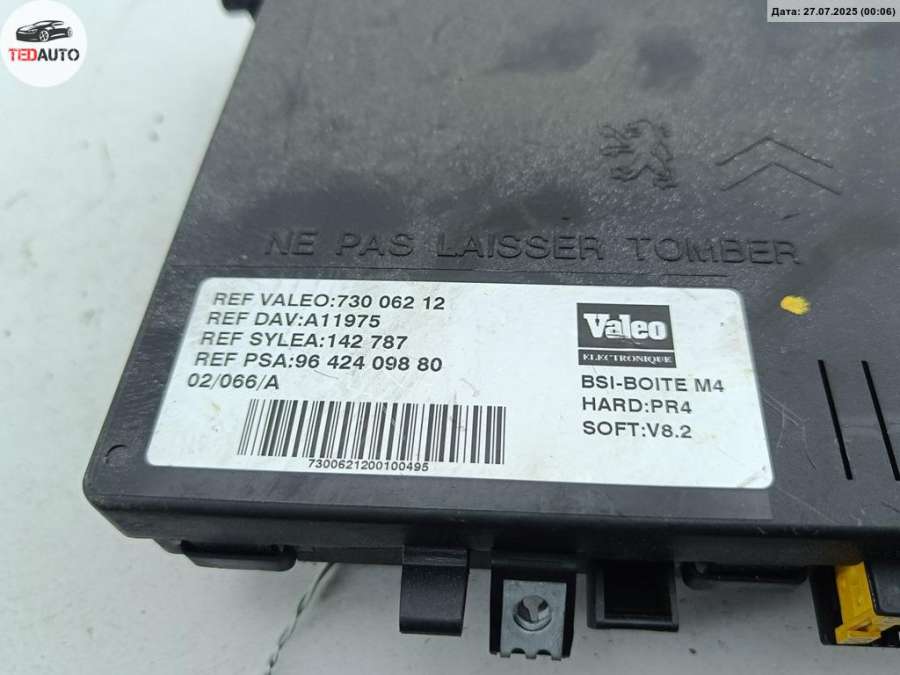 Дата: 27.07.2025 (00:06)
TEDAUTO
NE PAS LAISSER TOMBER
REF VALEO:730 062 12
REF DAV:A11975
REF SYLEA:142 787
REF PSA:96 424 098 80
02/066/A
7300621200100495
Valeo
ELECTRONIQUE
BSI-BOITE M4
HARD:PR4
SOFT:V8.2